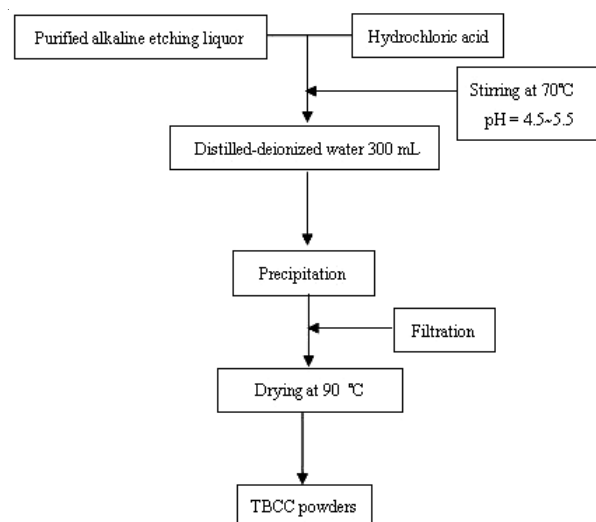 Purified alkaline etching liquor
Hydrochloric acid
Stirring at 70℃
pH = 4.5~5.5
Distilled-deionized water 300 mL
Precipitation
Filtration
Drying at 90 ℃
TBCC powders